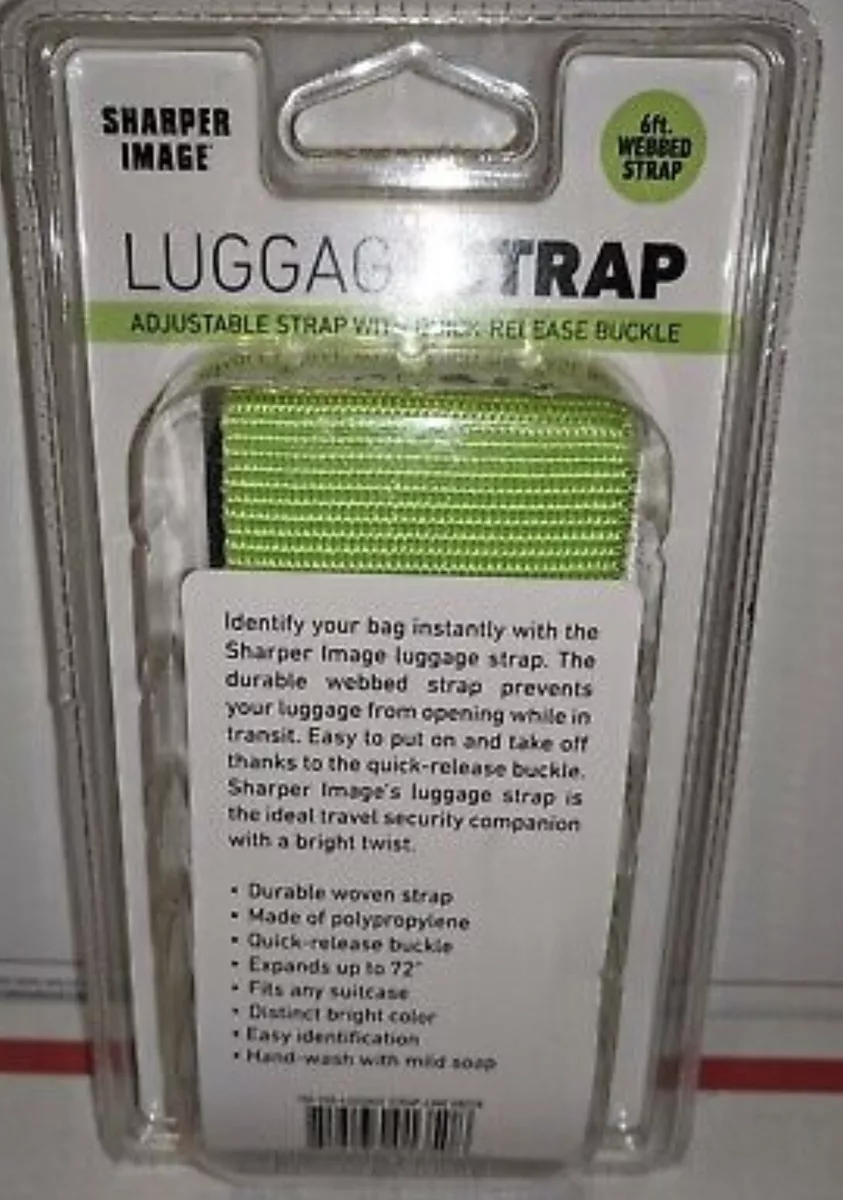 SHARPER
IMAGE
6ft.
WEBBED
STRAP
LUGGAG STRAP
ADJUSTABLE STRAP WITH QUICK-RELEASE BUCKLE
Identify your bag instantly with the
Sharper Image luggage strap. The
durable webbed strap prevents
your luggage from opening while in
transit. Easy to put on and take off
thanks to the quick-release buckle.
Sharper Image's luggage strap is
the ideal travel security companion
with a bright twist.
• Durable woven strap
• Made of polypropylene
• Quick-release buckle
• Expands up to 72"
• Fits any suitcase
• Distinct bright color
• Easy identification
• Hand-wash with mild soap
LUGGAGE STRAP